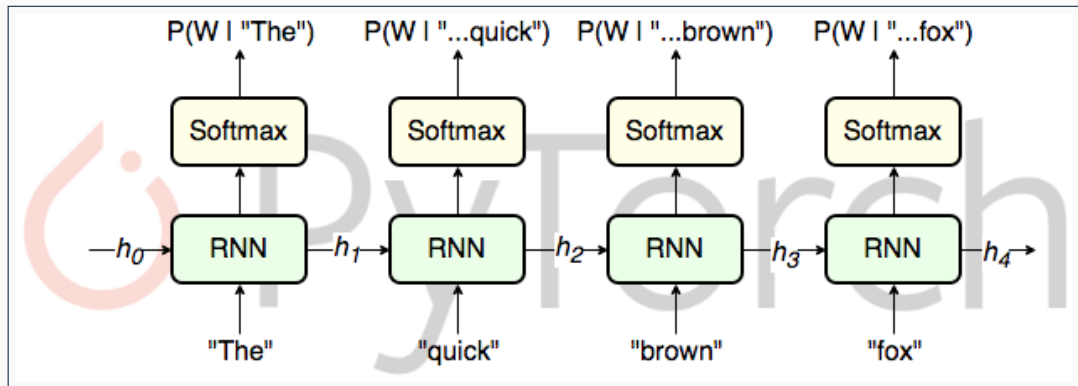 P(W | "The") P(W | "...quick") P(W | "...brown") P(W | "...fox")
Softmax Softmax Softmax Softmax
PyTorch
h0 RNN h1 RNN h2 RNN h3 RNN h4
"The" "quick" "brown" "fox"